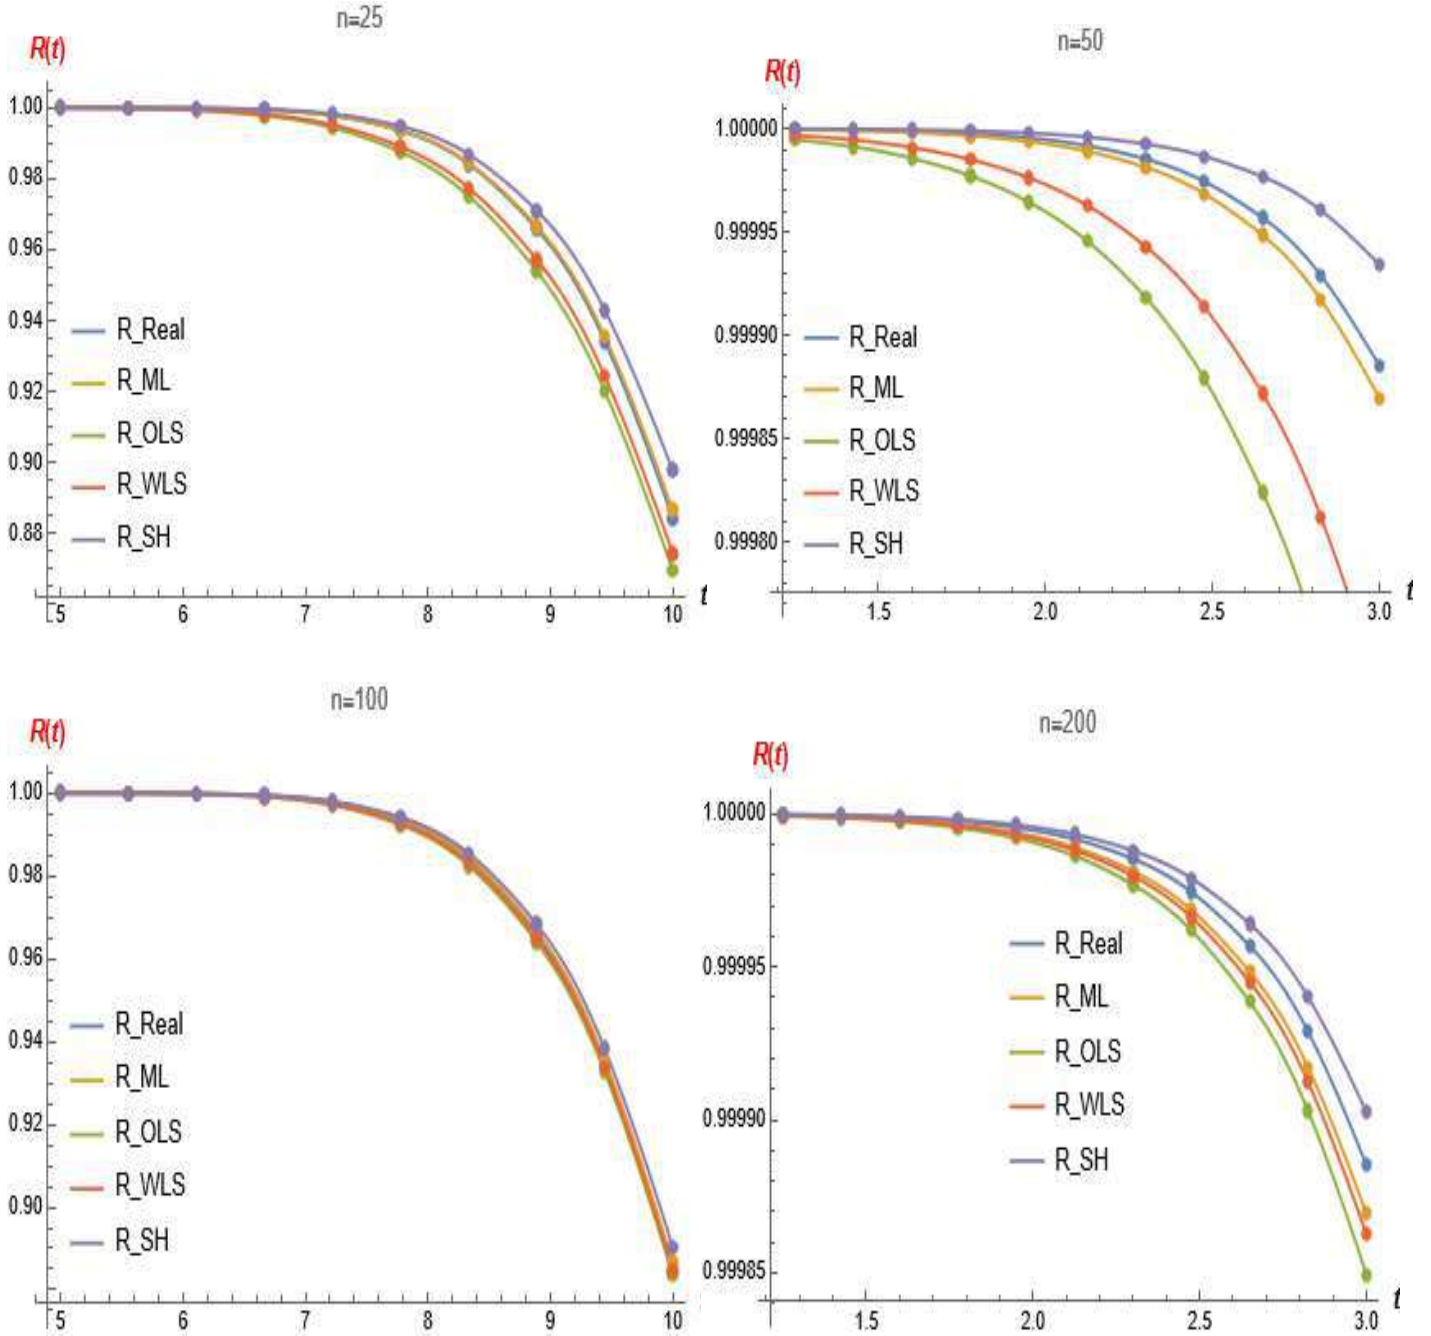 n=25
R(t)
1.00
0.98
0.96
0.94
0.92
0.90
0.88
R_Real
R_ML
R_OLS
R_WLS
R_SH
5 6 7 8 9 10
t
n=50
R(t)
1.00000
0.99995
0.99990
0.99985
0.99980
R_Real
R_ML
R_OLS
R_WLS
R_SH
1.5 2.0 2.5 3.0
t
n=100
R(t)
1.00
0.98
0.96
0.94
0.92
0.90
R_Real
R_ML
R_OLS
R_WLS
R_SH
5 6 7 8 9 10
n=200
R(t)
1.00000
0.99995
0.99990
0.99985
R_Real
R_ML
R_OLS
R_WLS
R_SH
1.5 2.0 2.5 3.0
t